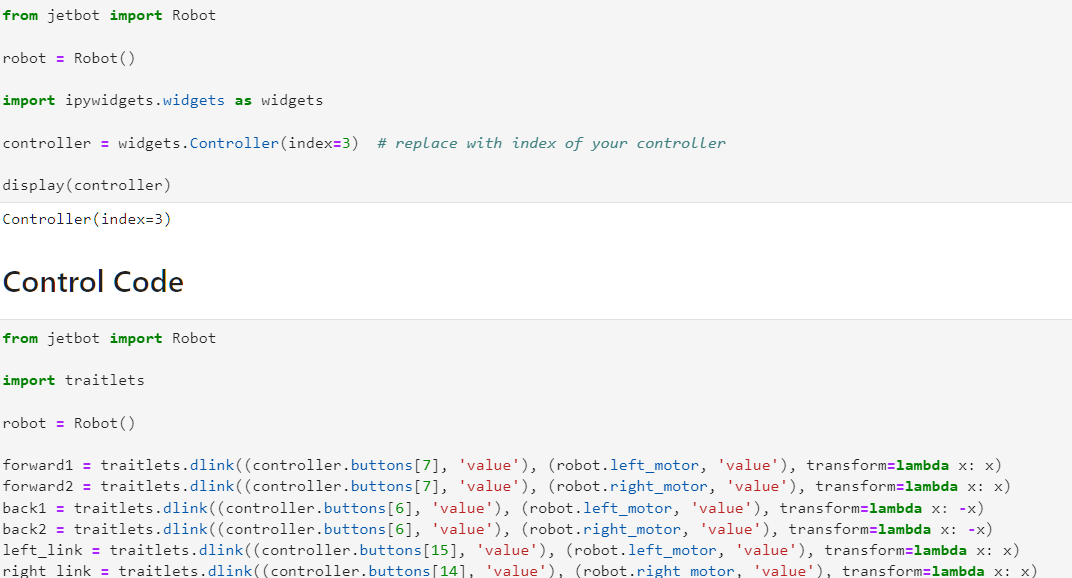 from jetbot import Robot
robot = Robot()
import ipywidgets.widgets as widgets
controller = widgets.Controller(index=3)  # replace with index of your controller
display(controller)
Controller(index=3)
Control Code
from jetbot import Robot
import traitlets
robot = Robot()
forward1 = traitlets.dlink((controller.buttons[7], 'value'), (robot.left_motor, 'value'), transform=lambda x: x)
forward2 = traitlets.dlink((controller.buttons[7], 'value'), (robot.right_motor, 'value'), transform=lambda x: x)
back1 = traitlets.dlink((controller.buttons[6], 'value'), (robot.left_motor, 'value'), transform=lambda x: -x)
back2 = traitlets.dlink((controller.buttons[6], 'value'), (robot.right_motor, 'value'), transform=lambda x: -x)
left_link = traitlets.dlink((controller.buttons[15], 'value'), (robot.left_motor, 'value'), transform=lambda x: x)
right_link = traitlets.dlink((controller.buttons[14], 'value'), (robot.right_motor, 'value'), transform=lambda x: x)